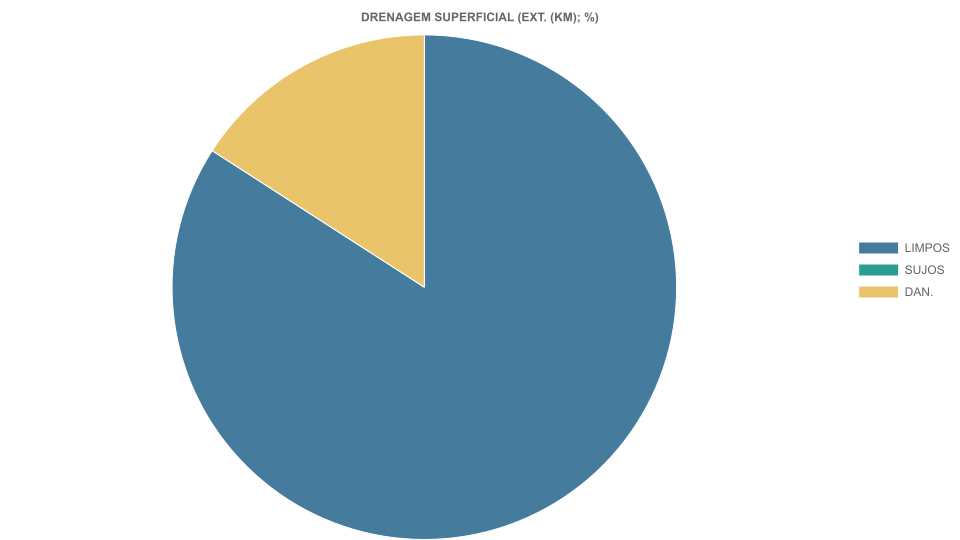 DRENAGEM SUPERFICIAL (EXT. (KM); %)
LIMPOS
SUJOS
DAN.